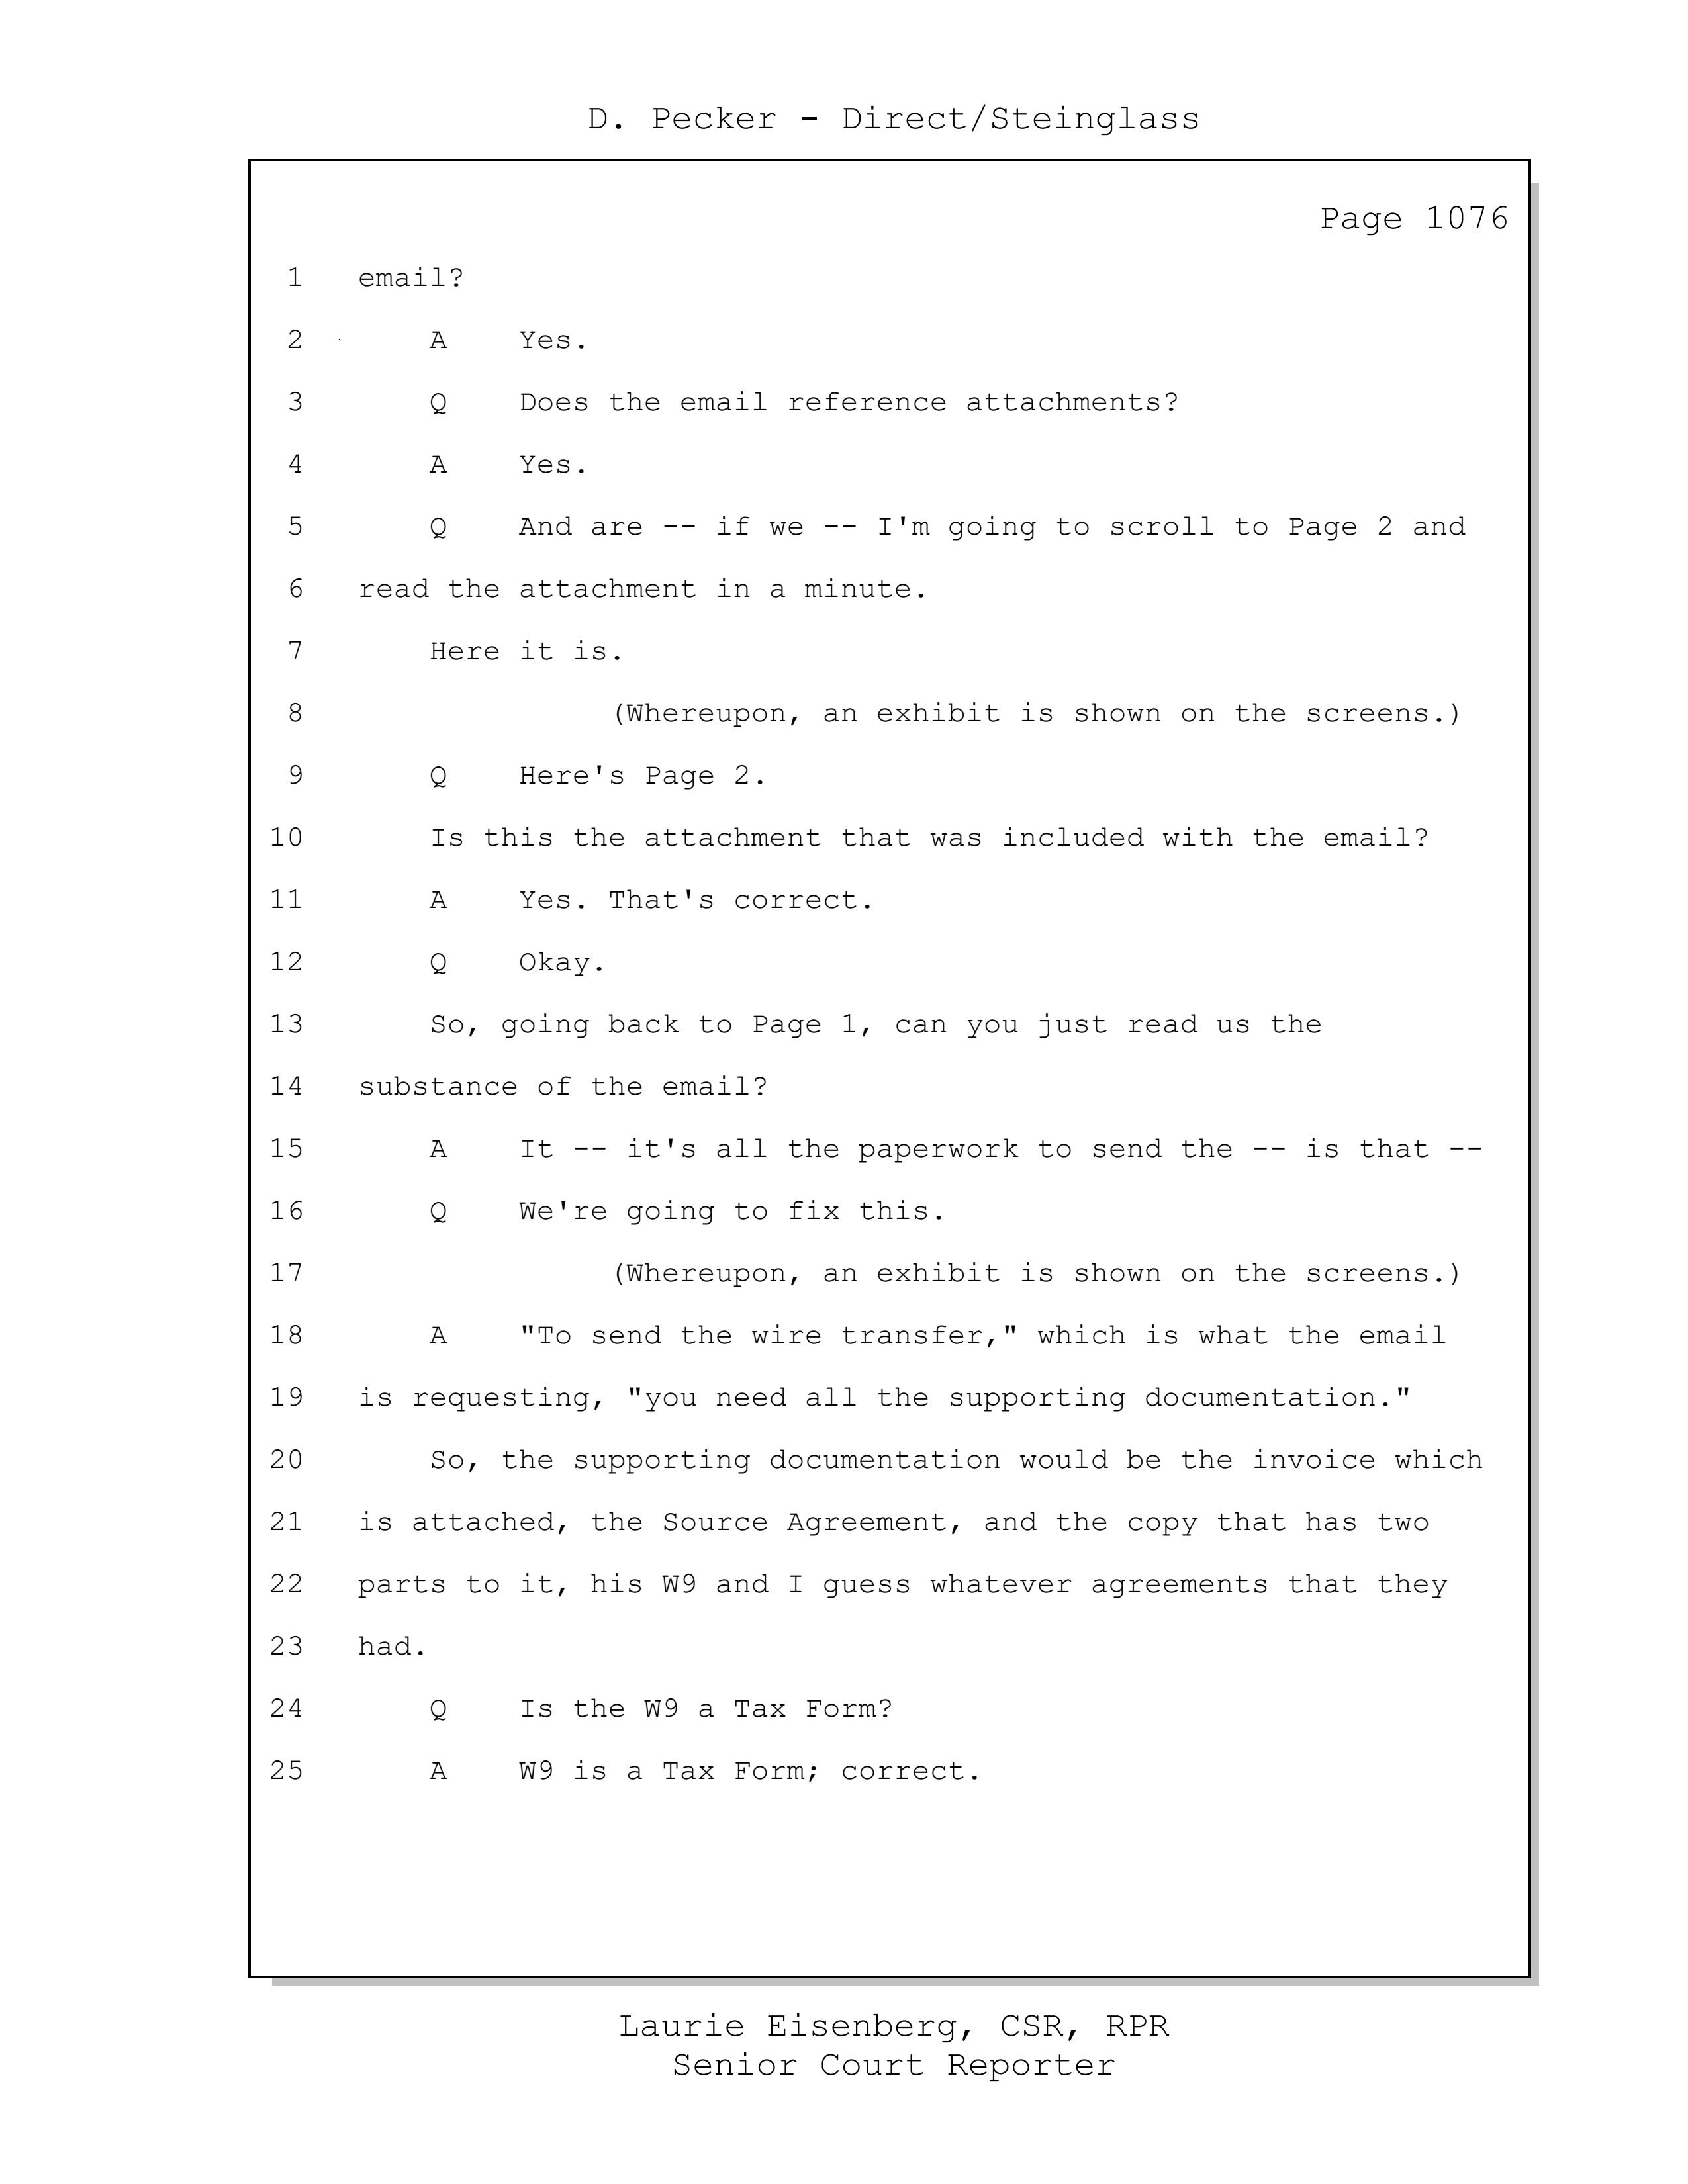 D. Pecker - Direct/Steinglass
Page 1076
1 email?
2 A Yes.
3 Q Does the email reference attachments?
4 A Yes.
5 Q And are -- if we -- I'm going to scroll to Page 2 and
6 read the attachment in a minute.
7 Here it is.
8 (Whereupon, an exhibit is shown on the screens.)
9 Q Here's Page 2.
10 Is this the attachment that was included with the email?
11 A Yes. That's correct.
12 Q Okay.
13 So, going back to Page 1, can you just read us the
14 substance of the email?
15 A It -- it's all the paperwork to send the -- is that --
16 Q We're going to fix this.
17 (Whereupon, an exhibit is shown on the screens.)
18 A "To send the wire transfer," which is what the email
19 is requesting, "you need all the supporting documentation."
20 So, the supporting documentation would be the invoice which
21 is attached, the Source Agreement, and the copy that has two
22 parts to it, his W9 and I guess whatever agreements that they
23 had.
24 Q Is the W9 a Tax Form?
25 A W9 is a Tax Form; correct.
Laurie Eisenberg, CSR, RPR
Senior Court Reporter